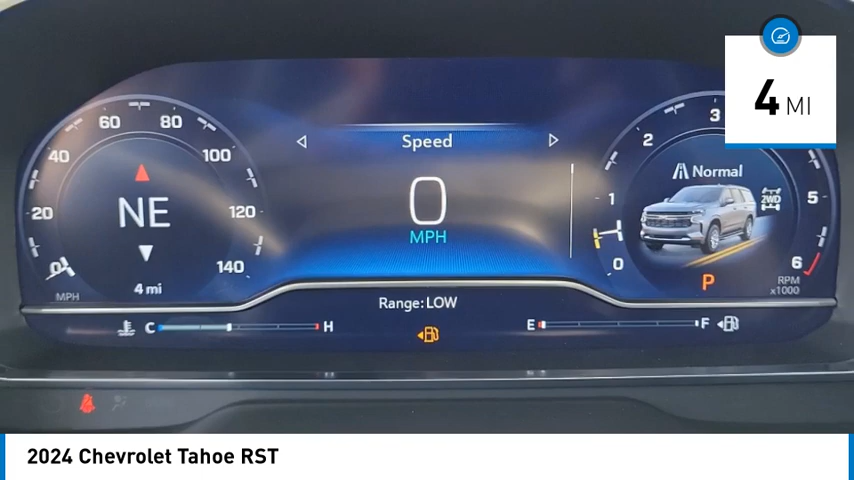 4 MI
60 80
40 100
20 120
140
MPH
NE
4 mi
Speed
0
MPH
Range: LOW
C H
E F
Normal
2WD
P
0 1 2 3 5 6
RPM
x1000
2024 Chevrolet Tahoe RST